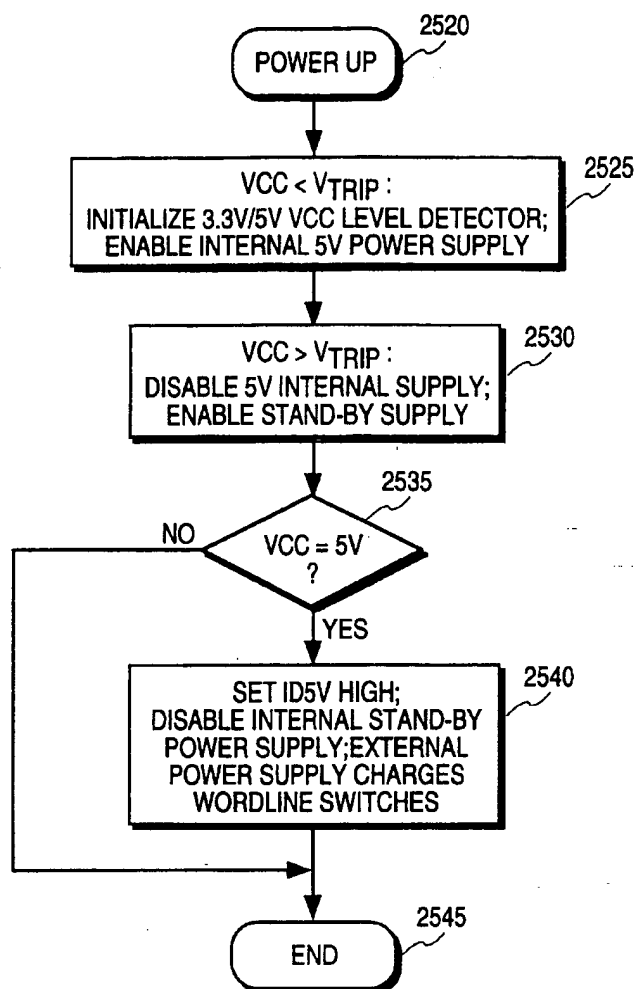 2520
POWER UP
2525
VCC < VTRIP :
INITIALIZE 3.3V/5V VCC LEVEL DETECTOR;
ENABLE INTERNAL 5V POWER SUPPLY
2530
VCC > VTRIP :
DISABLE 5V INTERNAL SUPPLY;
ENABLE STAND-BY SUPPLY
2535
NO
VCC = 5V
?
YES
2540
SET ID5V HIGH;
DISABLE INTERNAL STAND-BY
POWER SUPPLY;EXTERNAL
POWER SUPPLY CHARGES
WORDLINE SWITCHES
2545
END